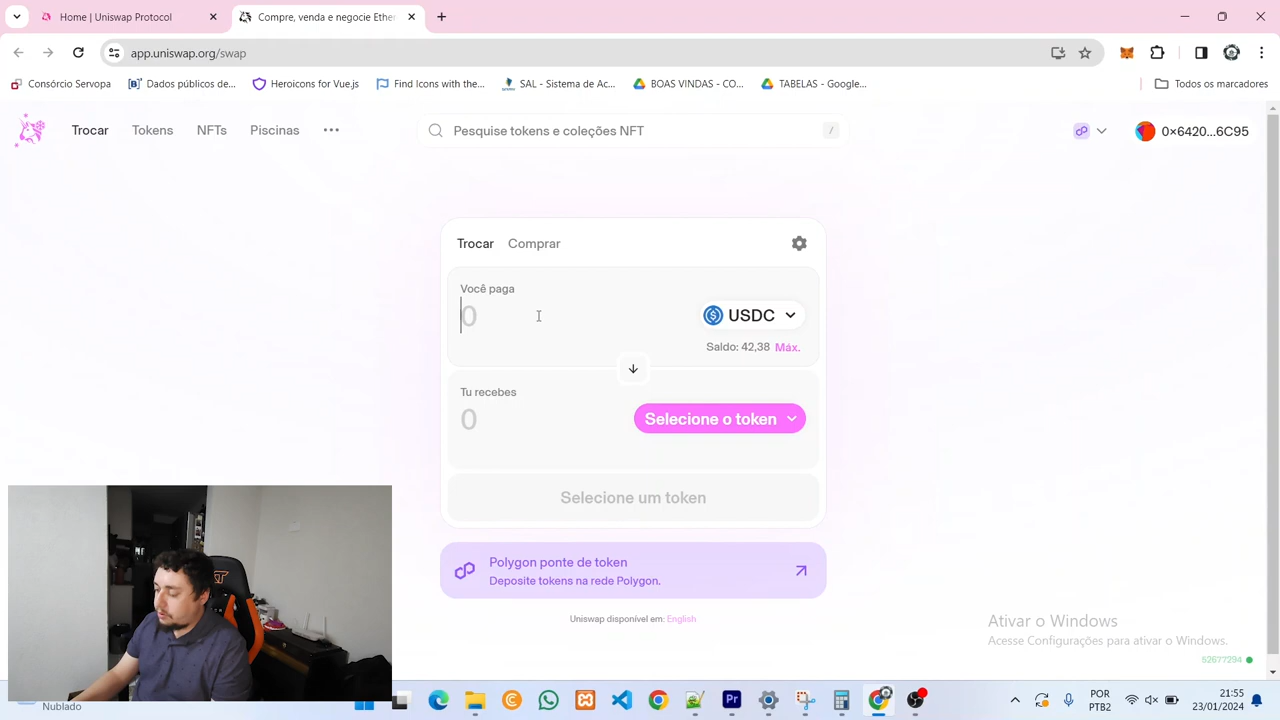 Home | Uniswap Protocol
Compre, venda e negocie Ether
app.uniswap.org/swap
Consórcio Servopa
Dados públicos de...
Heroicons for Vue.js
Find Icons with the...
SAL - Sistema de Ac...
BOAS VINDAS - CO...
TABELAS - Google...
Todos os marcadores
Trocar
Tokens
NFTs
Piscinas
Pesquise tokens e coleções NFT
/
0x6420...6C95
Trocar
Comprar
Você paga
0
USDC
Saldo: 42,38 Máx.
Tu recebes
0
Selecione o token
Selecione um token
Polygon ponte de token
Deposite tokens na rede Polygon.
Uniswap disponível em: English
Ativar o Windows
Acesse Configurações para ativar o Windows.
52677294
Nublado
POR
PTB2
21:55
23/01/2024